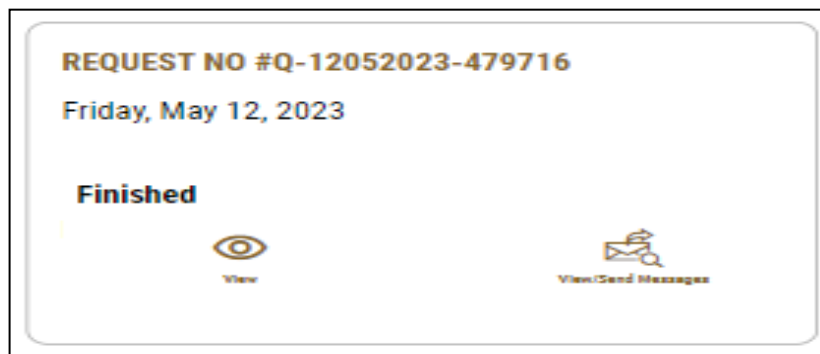 REQUEST NO #Q-12052023-479716
Friday, May 12, 2023
Finished
View
View/Send Messages